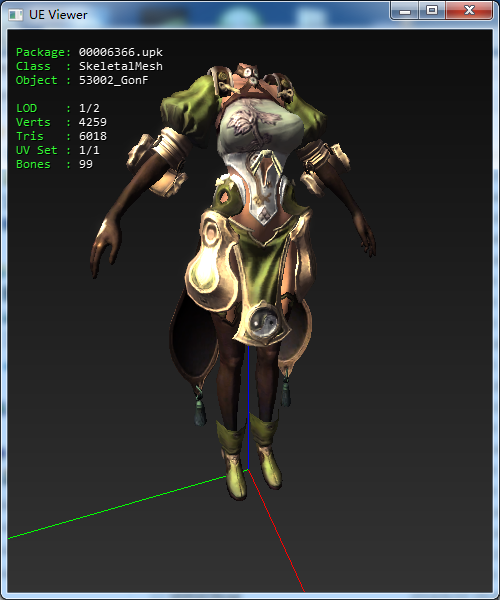 UE Viewer
Package: 00006366.upk
Class : SkeletalMesh
Object : 53002_GonF
LOD : 1/2
Verts : 4259
Tris : 6018
UV Set : 1/1
Bones : 99